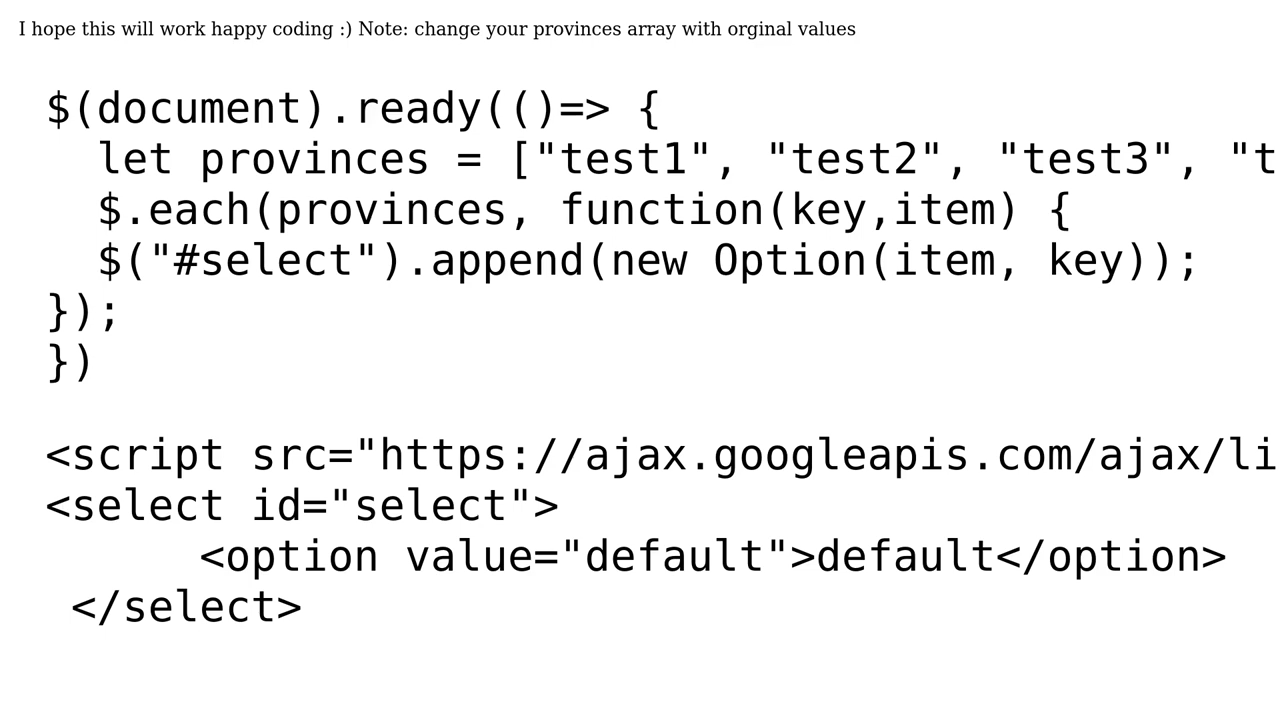 I hope this will work happy coding :) Note: change your provinces array with orginal values
$(document).ready(()=> {
  let provinces = ["test1", "test2", "test3", "t
  $.each(provinces, function(key,item) {
  $("#select").append(new Option(item, key));
});
})
<script src="https://ajax.googleapis.com/ajax/li
<select id="select">
      <option value="default">default</option>
 </select>